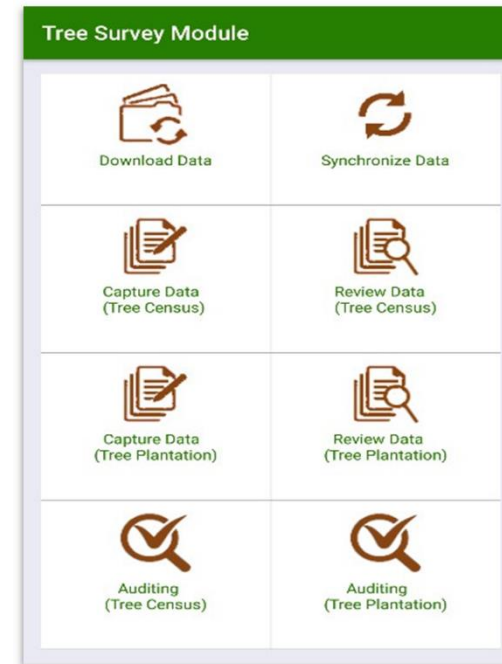 Tree Survey Module
Download Data
Synchronize Data
Capture Data
(Tree Census)
Review Data
(Tree Census)
Capture Data
(Tree Plantation)
Review Data
(Tree Plantation)
Auditing
(Tree Census)
Auditing
(Tree Plantation)